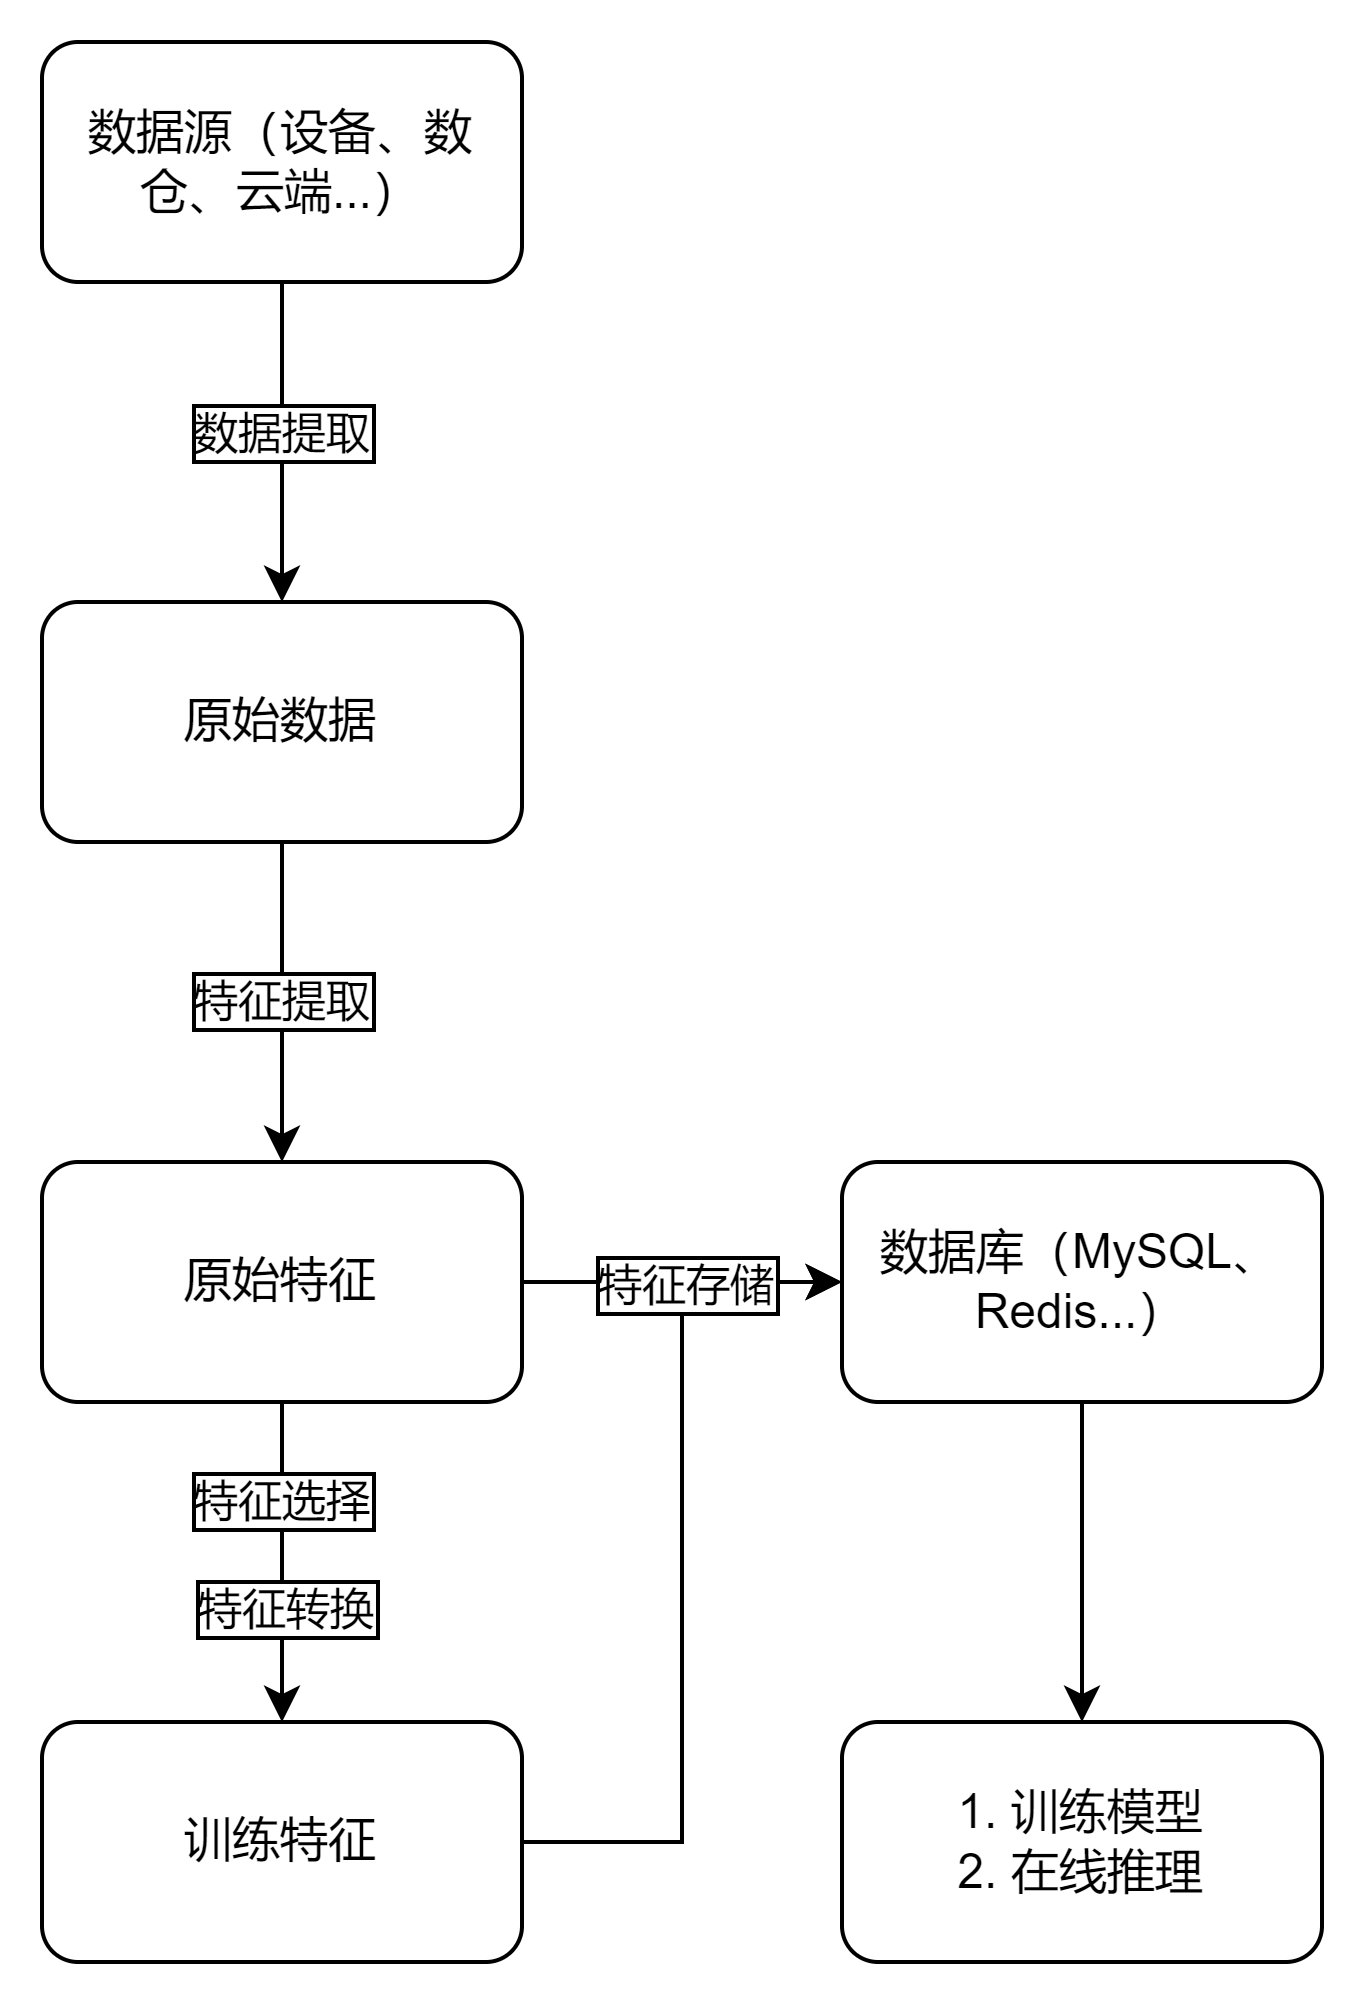 数据源（设备、数
仓、云端...）
数据提取
原始数据
特征提取
原始特征
特征存储
数据库（MySQL、
Redis...）
特征选择
特征转换
训练特征
1. 训练模型
2. 在线推理